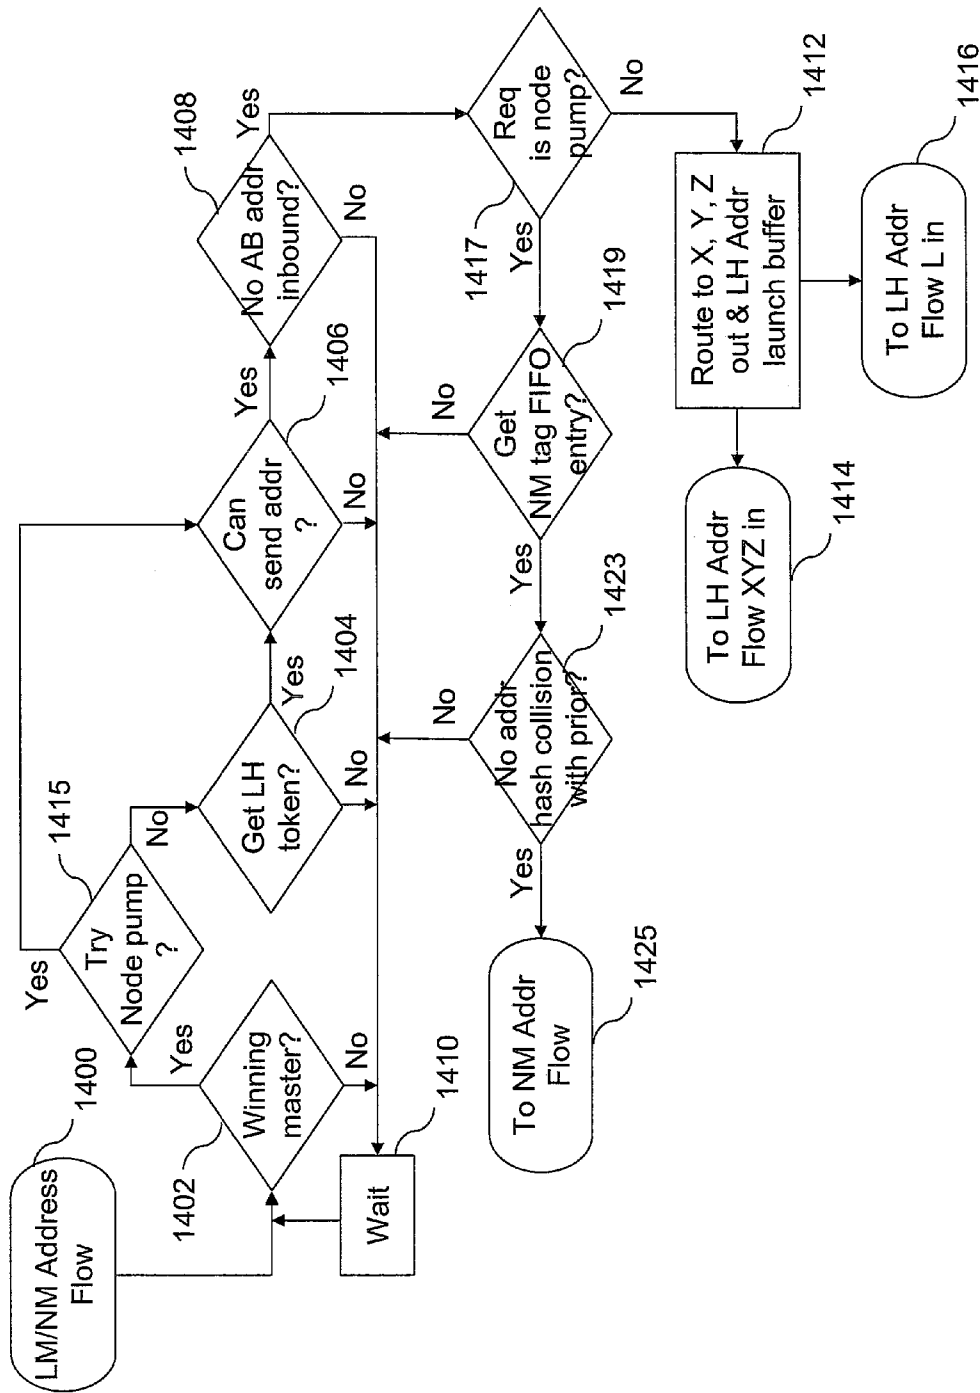 LM/NM Address
Flow
1400
1402
Winning
master?
Yes
No
Wait
1410
Try
Node pump
?
1415
Yes
No
Get LH
token?
1404
Yes
No
Can
send addr
?
1406
Yes
No
No AB addr
inbound?
1408
Yes
No
Req
is node
pump?
1417
Yes
No
Get
NM tag FIFO
entry?
1419
No
Yes
No addr
hash collision
with prior?
1423
No
Yes
To NM Addr
Flow
1425
Route to X, Y, Z
out & LH Addr
launch buffer
1412
To LH Addr
Flow XYZ in
1414
To LH Addr
Flow L in
1416